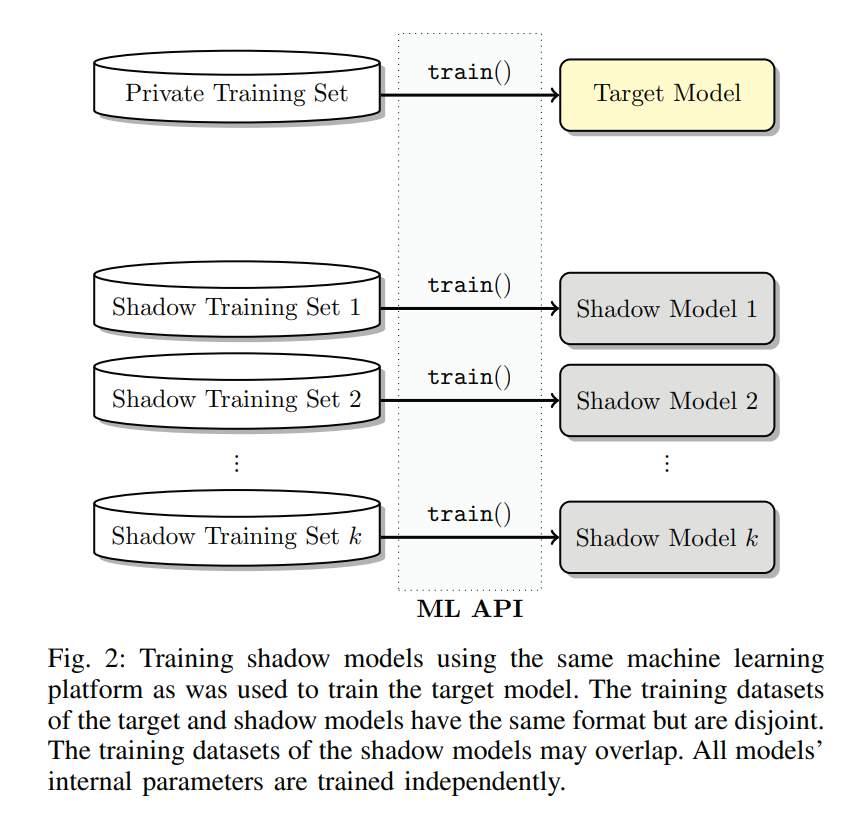 Private Training Set
train()
Target Model
Shadow Training Set 1
train()
Shadow Model 1
Shadow Training Set 2
train()
Shadow Model 2
⋮
⋮
Shadow Training Set k
train()
Shadow Model k
ML API
Fig. 2: Training shadow models using the same machine learning
platform as was used to train the target model. The training datasets
of the target and shadow models have the same format but are disjoint.
The training datasets of the shadow models may overlap. All models’
internal parameters are trained independently.